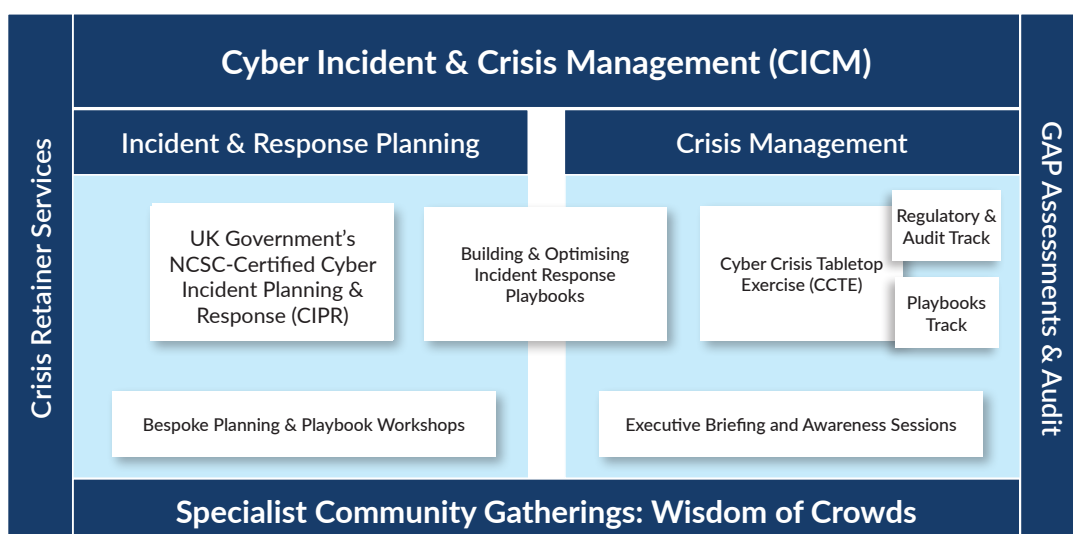 Cyber Incident & Crisis Management (CICM)
Crisis Retainer Services
Incident & Response Planning
UK Government’s
NCSC-Certified Cyber
Incident Planning &
Response (CIPR)
Building & Optimising
Incident Response
Playbooks
Bespoke Planning & Playbook Workshops
Crisis Management
Cyber Crisis Tabletop
Exercise (CCTE)
Regulatory &
Audit Track
Playbooks
Track
Executive Briefing and Awareness Sessions
GAP Assessments & Audit
Specialist Community Gatherings: Wisdom of Crowds